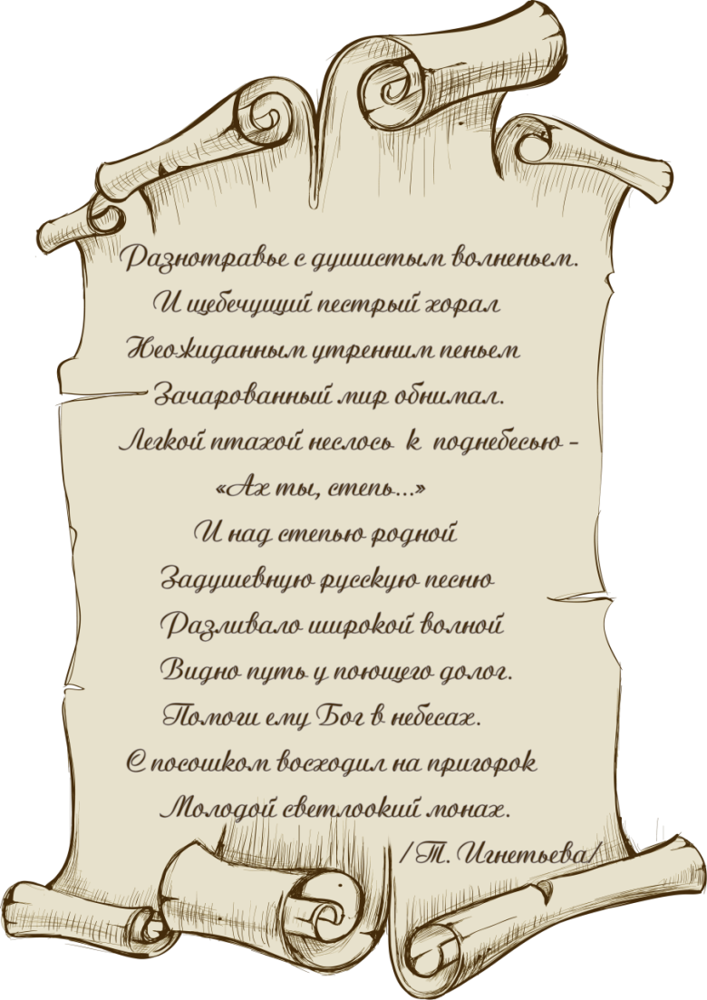 Разнотравье с душистым волненьем.
И щебечущий пестрый хорал
Неожиданным утренним пеньем
Зачарованный мир обнимал.
Легкой птахой неслось к поднебесью -
«Ах ты, степь...»
И над степью родной
Задушевную русскую песню
Разливало широкой волной
Видно путь у поющего долог.
Помоги ему Бог в небесах.
С посошком восходил на пригорок
Молодой светлоокий монах.
/Т. Игнетьева/